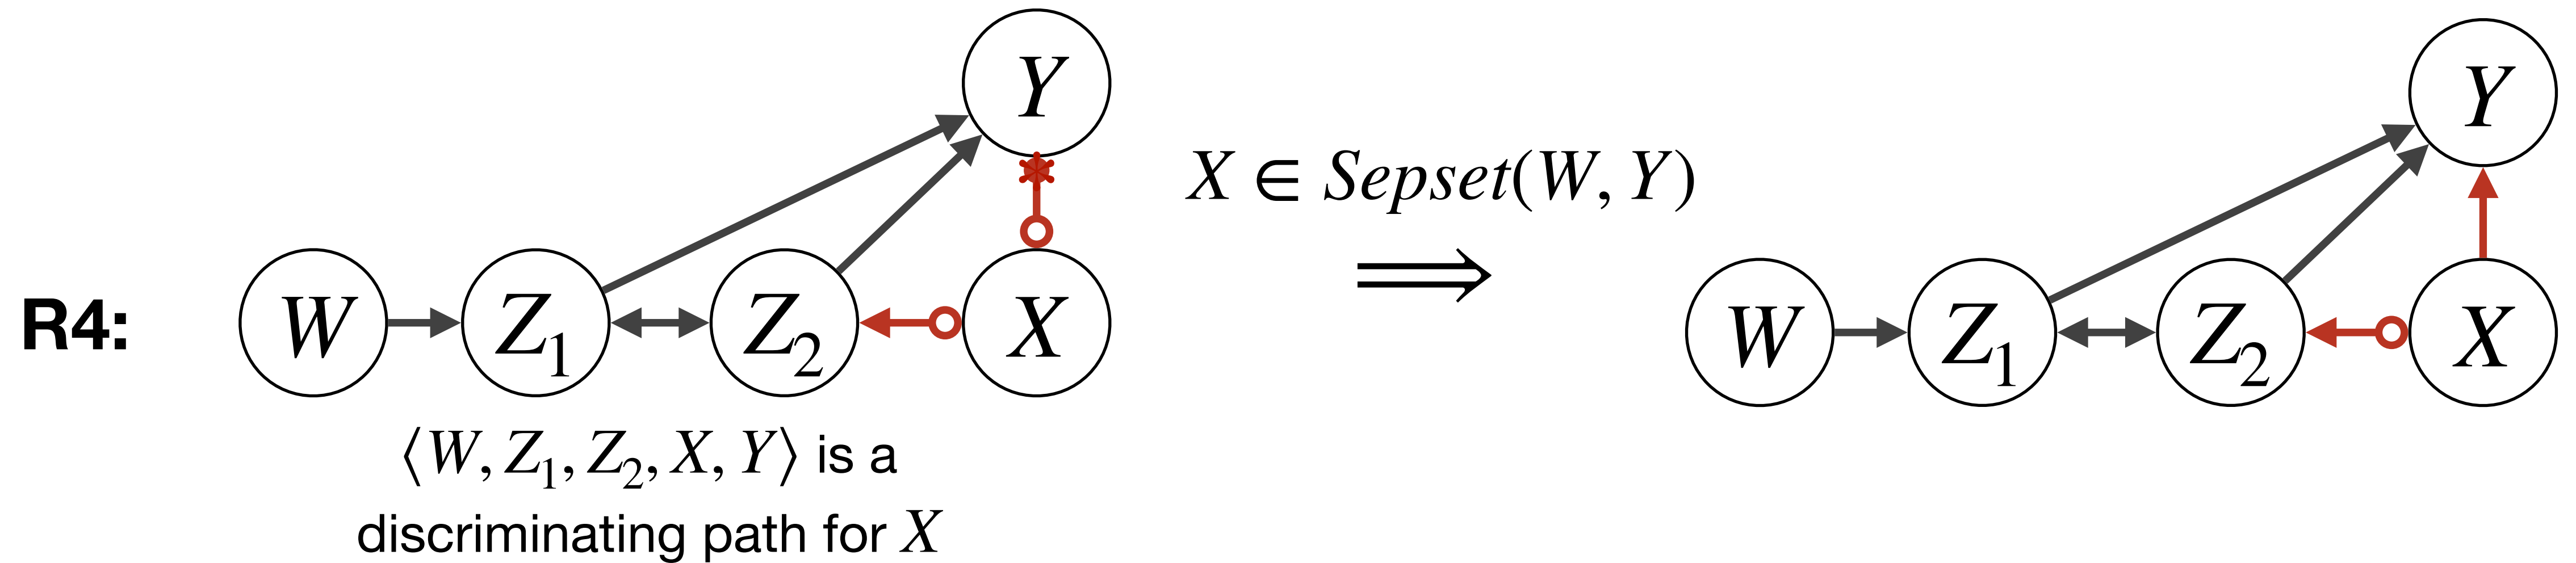 Y
Y
X ∈ Sepset(W, Y)
⟹
R4:
W Z₁ Z₂ X
W Z₁ Z₂ X
⟨W, Z₁, Z₂, X, Y⟩ is a
discriminating path for X